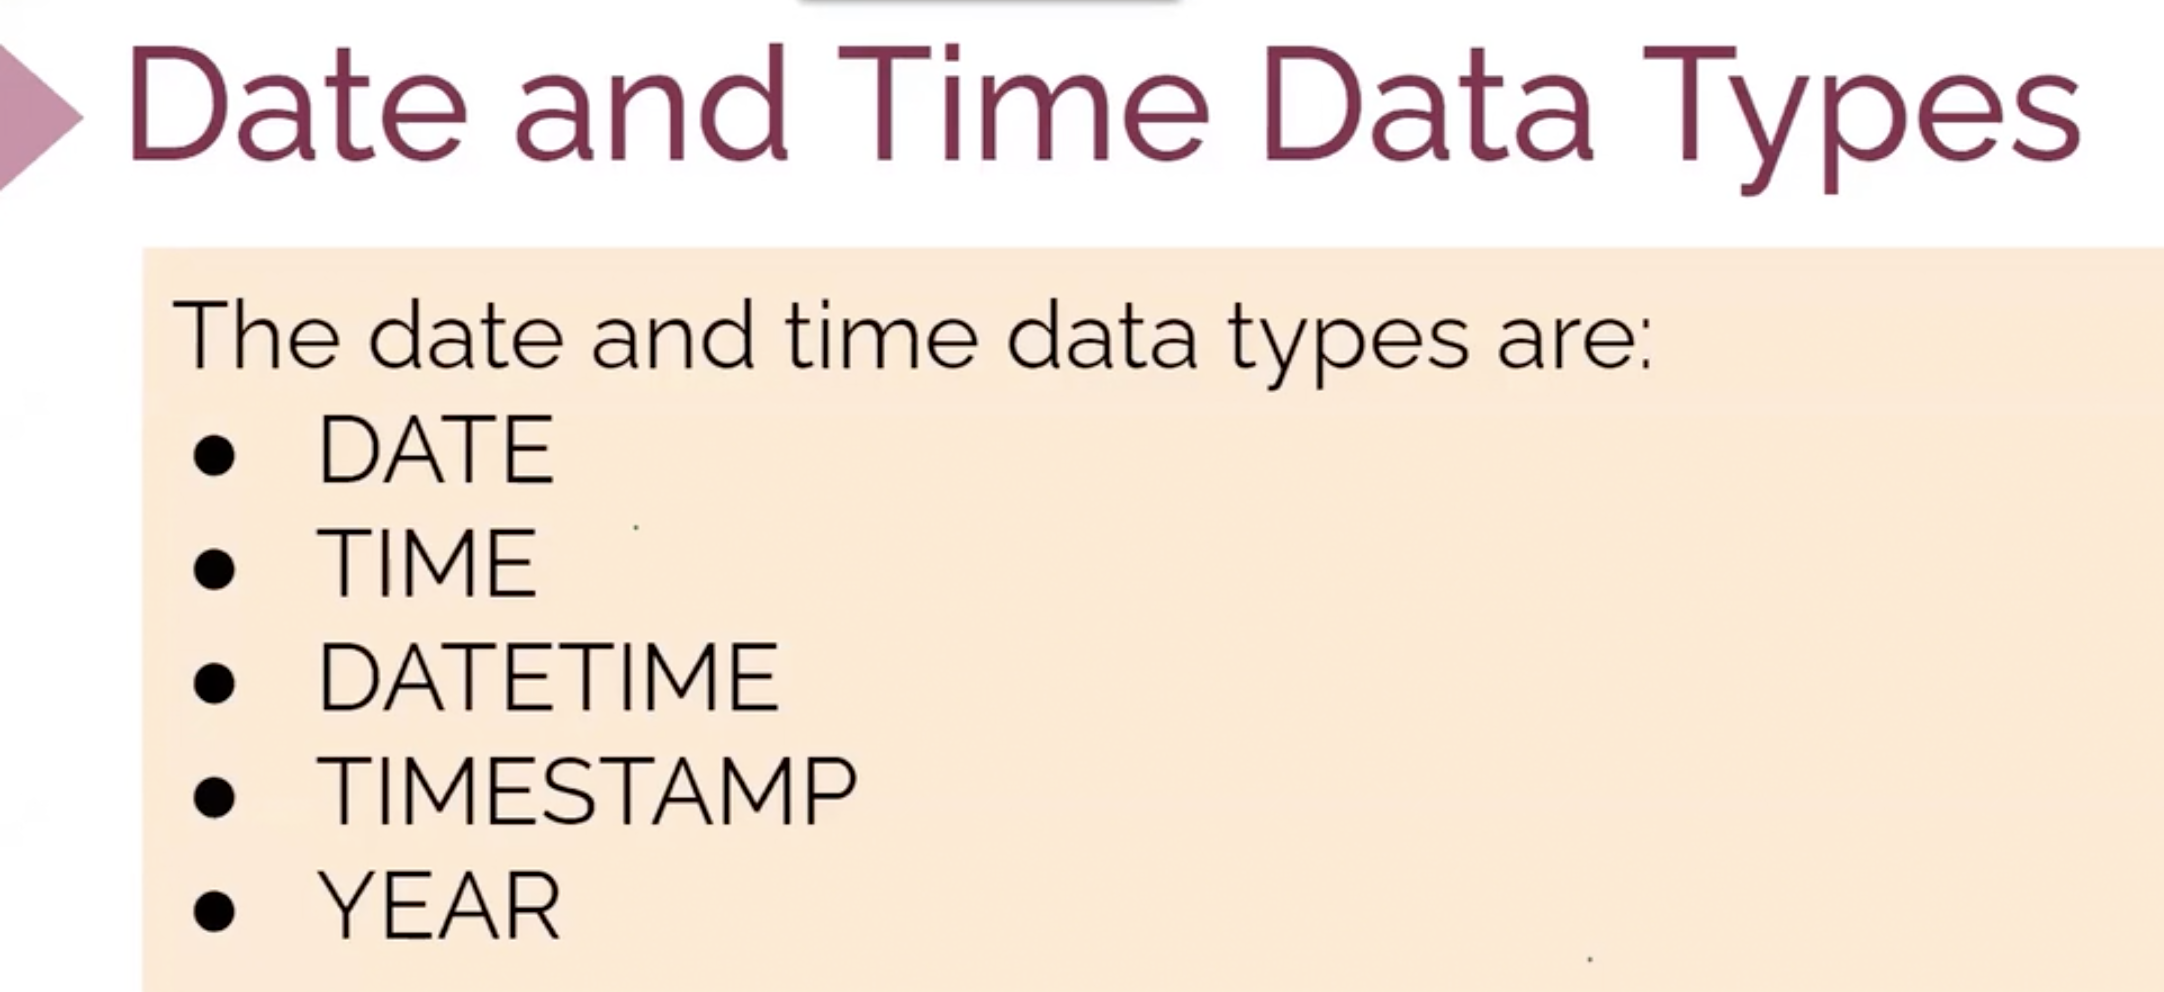 Date and Time Data Types
The date and time data types are:
● DATE
● TIME
● DATETIME
● TIMESTAMP
● YEAR